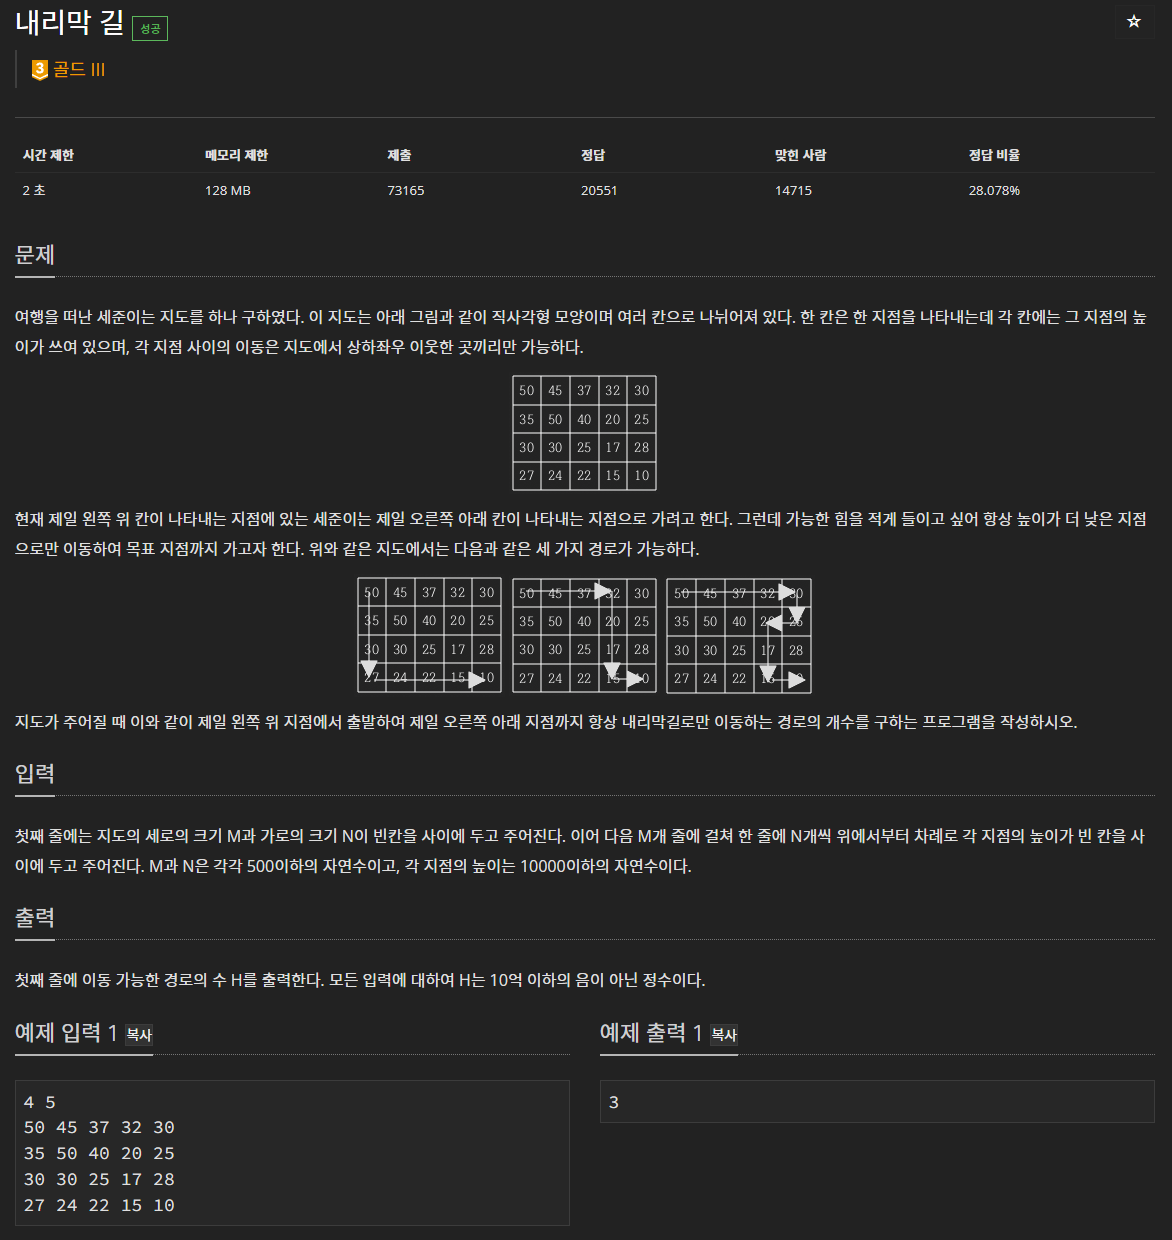 내리막 길 성공
☆
3 골드 III
시간 제한 메모리 제한 제출 정답 맞힌 사람 정답 비율
2 초 128 MB 73165 20551 14715 28.078%
문제
여행을 떠난 세준이는 지도를 하나 구하였다. 이 지도는 아래 그림과 같이 직사각형 모양이며 여러 칸으로 나뉘어져 있다. 한 칸은 한 지점을 나타내는데 각 칸에는 그 지점의 높
이가 쓰여 있으며, 각 지점 사이의 이동은 지도에서 상하좌우 이웃한 곳끼리만 가능하다.
50 45 37 32 30
35 50 40 20 25
30 30 25 17 28
27 24 22 15 10
현재 제일 왼쪽 위 칸이 나타내는 지점에 있는 세준이는 제일 오른쪽 아래 칸이 나타내는 지점으로 가려고 한다. 그런데 가능한 힘을 적게 들이고 싶어 항상 높이가 더 낮은 지점
으로만 이동하여 목표 지점까지 가고자 한다. 위와 같은 지도에서는 다음과 같은 세 가지 경로가 가능하다.
50 45 37 32 30 50 45 37 32 30 50 45 37 32 30
35 50 40 20 25 35 50 40 20 25 35 50 40 20 25
30 30 25 17 28 30 30 25 17 28 30 30 25 17 28
27 24 22 15 10 27 24 22 15 10 27 24 22 15 10
지도가 주어질 때 이와 같이 제일 왼쪽 위 지점에서 출발하여 제일 오른쪽 아래 지점까지 항상 내리막길로만 이동하는 경로의 개수를 구하는 프로그램을 작성하시오.
입력
첫째 줄에는 지도의 세로의 크기 M과 가로의 크기 N이 빈칸을 사이에 두고 주어진다. 이어 다음 M개 줄에 걸쳐 한 줄에 N개씩 위에서부터 차례로 각 지점의 높이가 빈 칸을 사
이에 두고 주어진다. M과 N은 각각 500이하의 자연수이고, 각 지점의 높이는 10000이하의 자연수이다.
출력
첫째 줄에 이동 가능한 경로의 수 H를 출력한다. 모든 입력에 대하여 H는 10억 이하의 음이 아닌 정수이다.
예제 입력 1 복사
4 5
50 45 37 32 30
35 50 40 20 25
30 30 25 17 28
27 24 22 15 10
예제 출력 1 복사
3